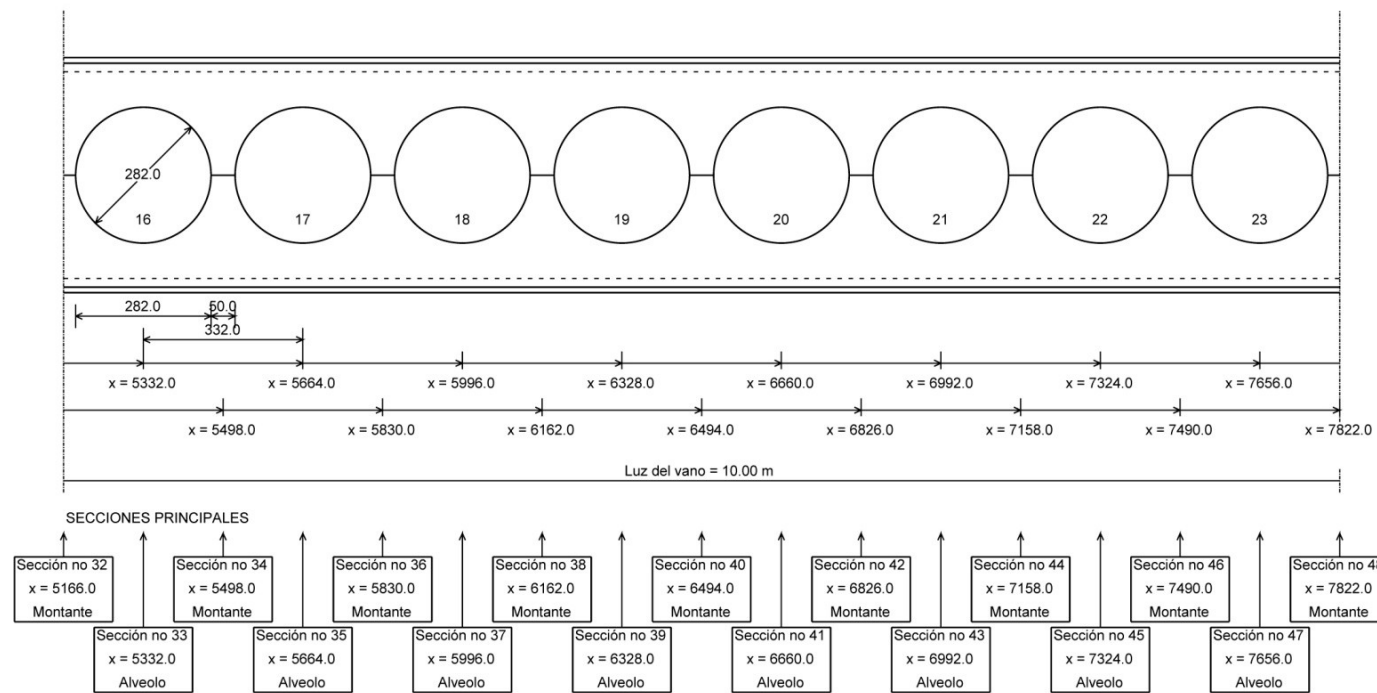 282.0
16
17
18
19
20
21
22
23
282.0
50.0
332.0
x = 5332.0
x = 5664.0
x = 5996.0
x = 6328.0
x = 6660.0
x = 6992.0
x = 7324.0
x = 7656.0
x = 5498.0
x = 5830.0
x = 6162.0
x = 6494.0
x = 6826.0
x = 7158.0
x = 7490.0
x = 7822.0
Luz del vano = 10.00 m
SECCIONES PRINCIPALES
Sección no 32
x = 5166.0
Montante
Sección no 34
x = 5498.0
Montante
Sección no 36
x = 5830.0
Montante
Sección no 38
x = 6162.0
Montante
Sección no 40
x = 6494.0
Montante
Sección no 42
x = 6826.0
Montante
Sección no 44
x = 7158.0
Montante
Sección no 46
x = 7490.0
Montante
Sección no 48
x = 7822.0
Montante
Sección no 33
x = 5332.0
Alveolo
Sección no 35
x = 5664.0
Alveolo
Sección no 37
x = 5996.0
Alveolo
Sección no 39
x = 6328.0
Alveolo
Sección no 41
x = 6660.0
Alveolo
Sección no 43
x = 6992.0
Alveolo
Sección no 45
x = 7324.0
Alveolo
Sección no 47
x = 7656.0
Alveolo